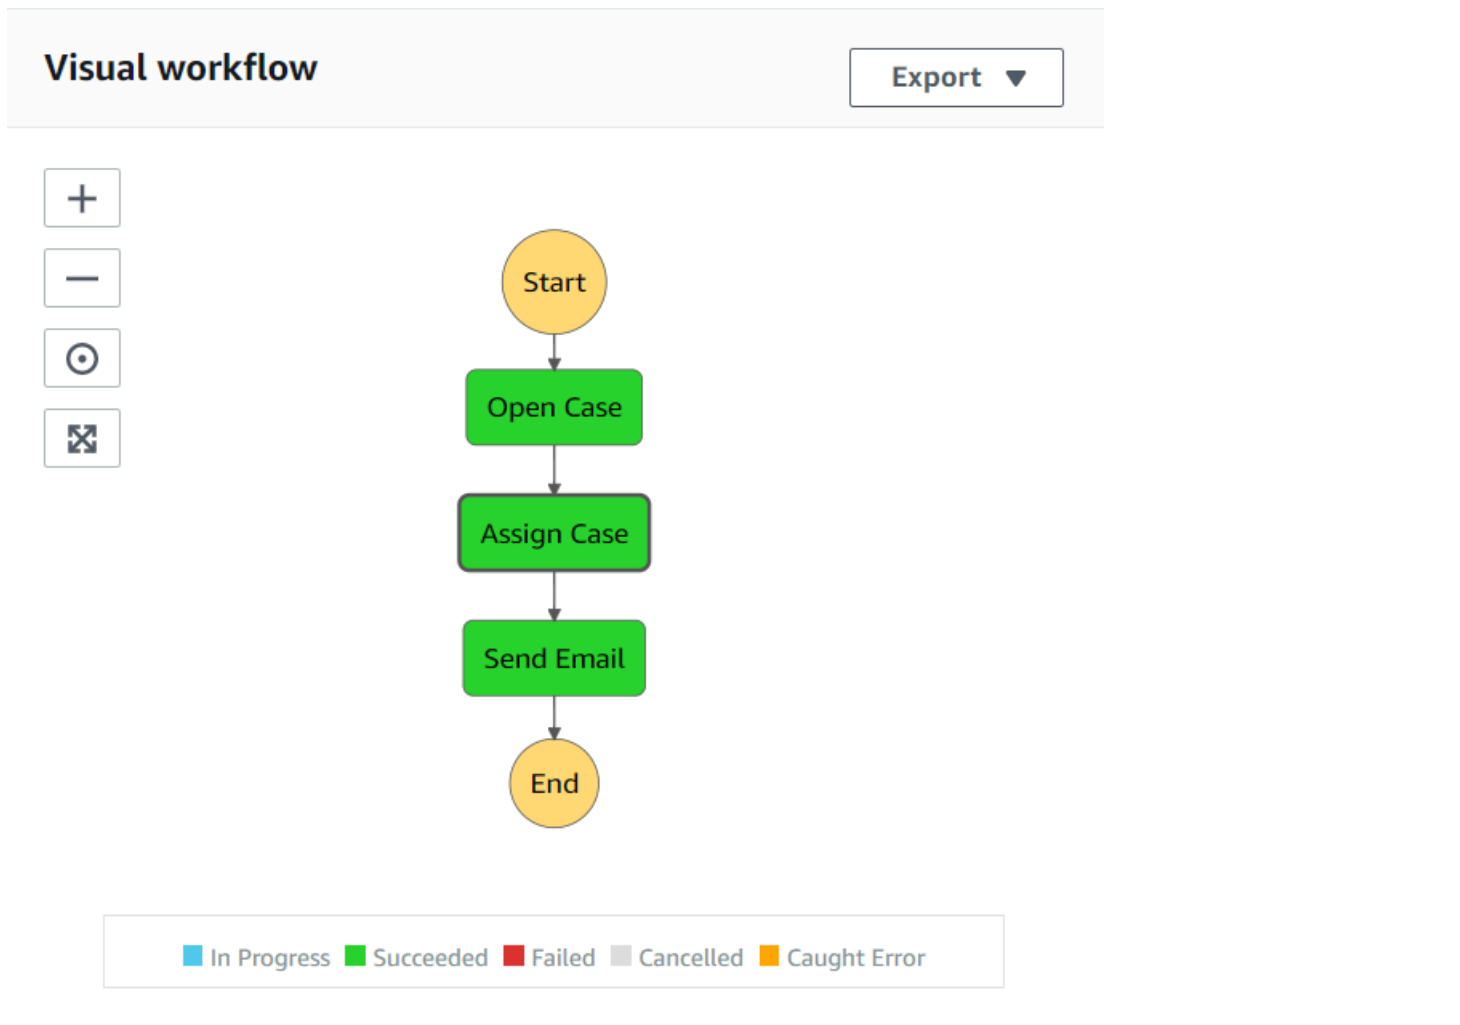 Visual workflow
Export
Start
Open Case
Assign Case
Send Email
End
In Progress Succeeded Failed Cancelled Caught Error